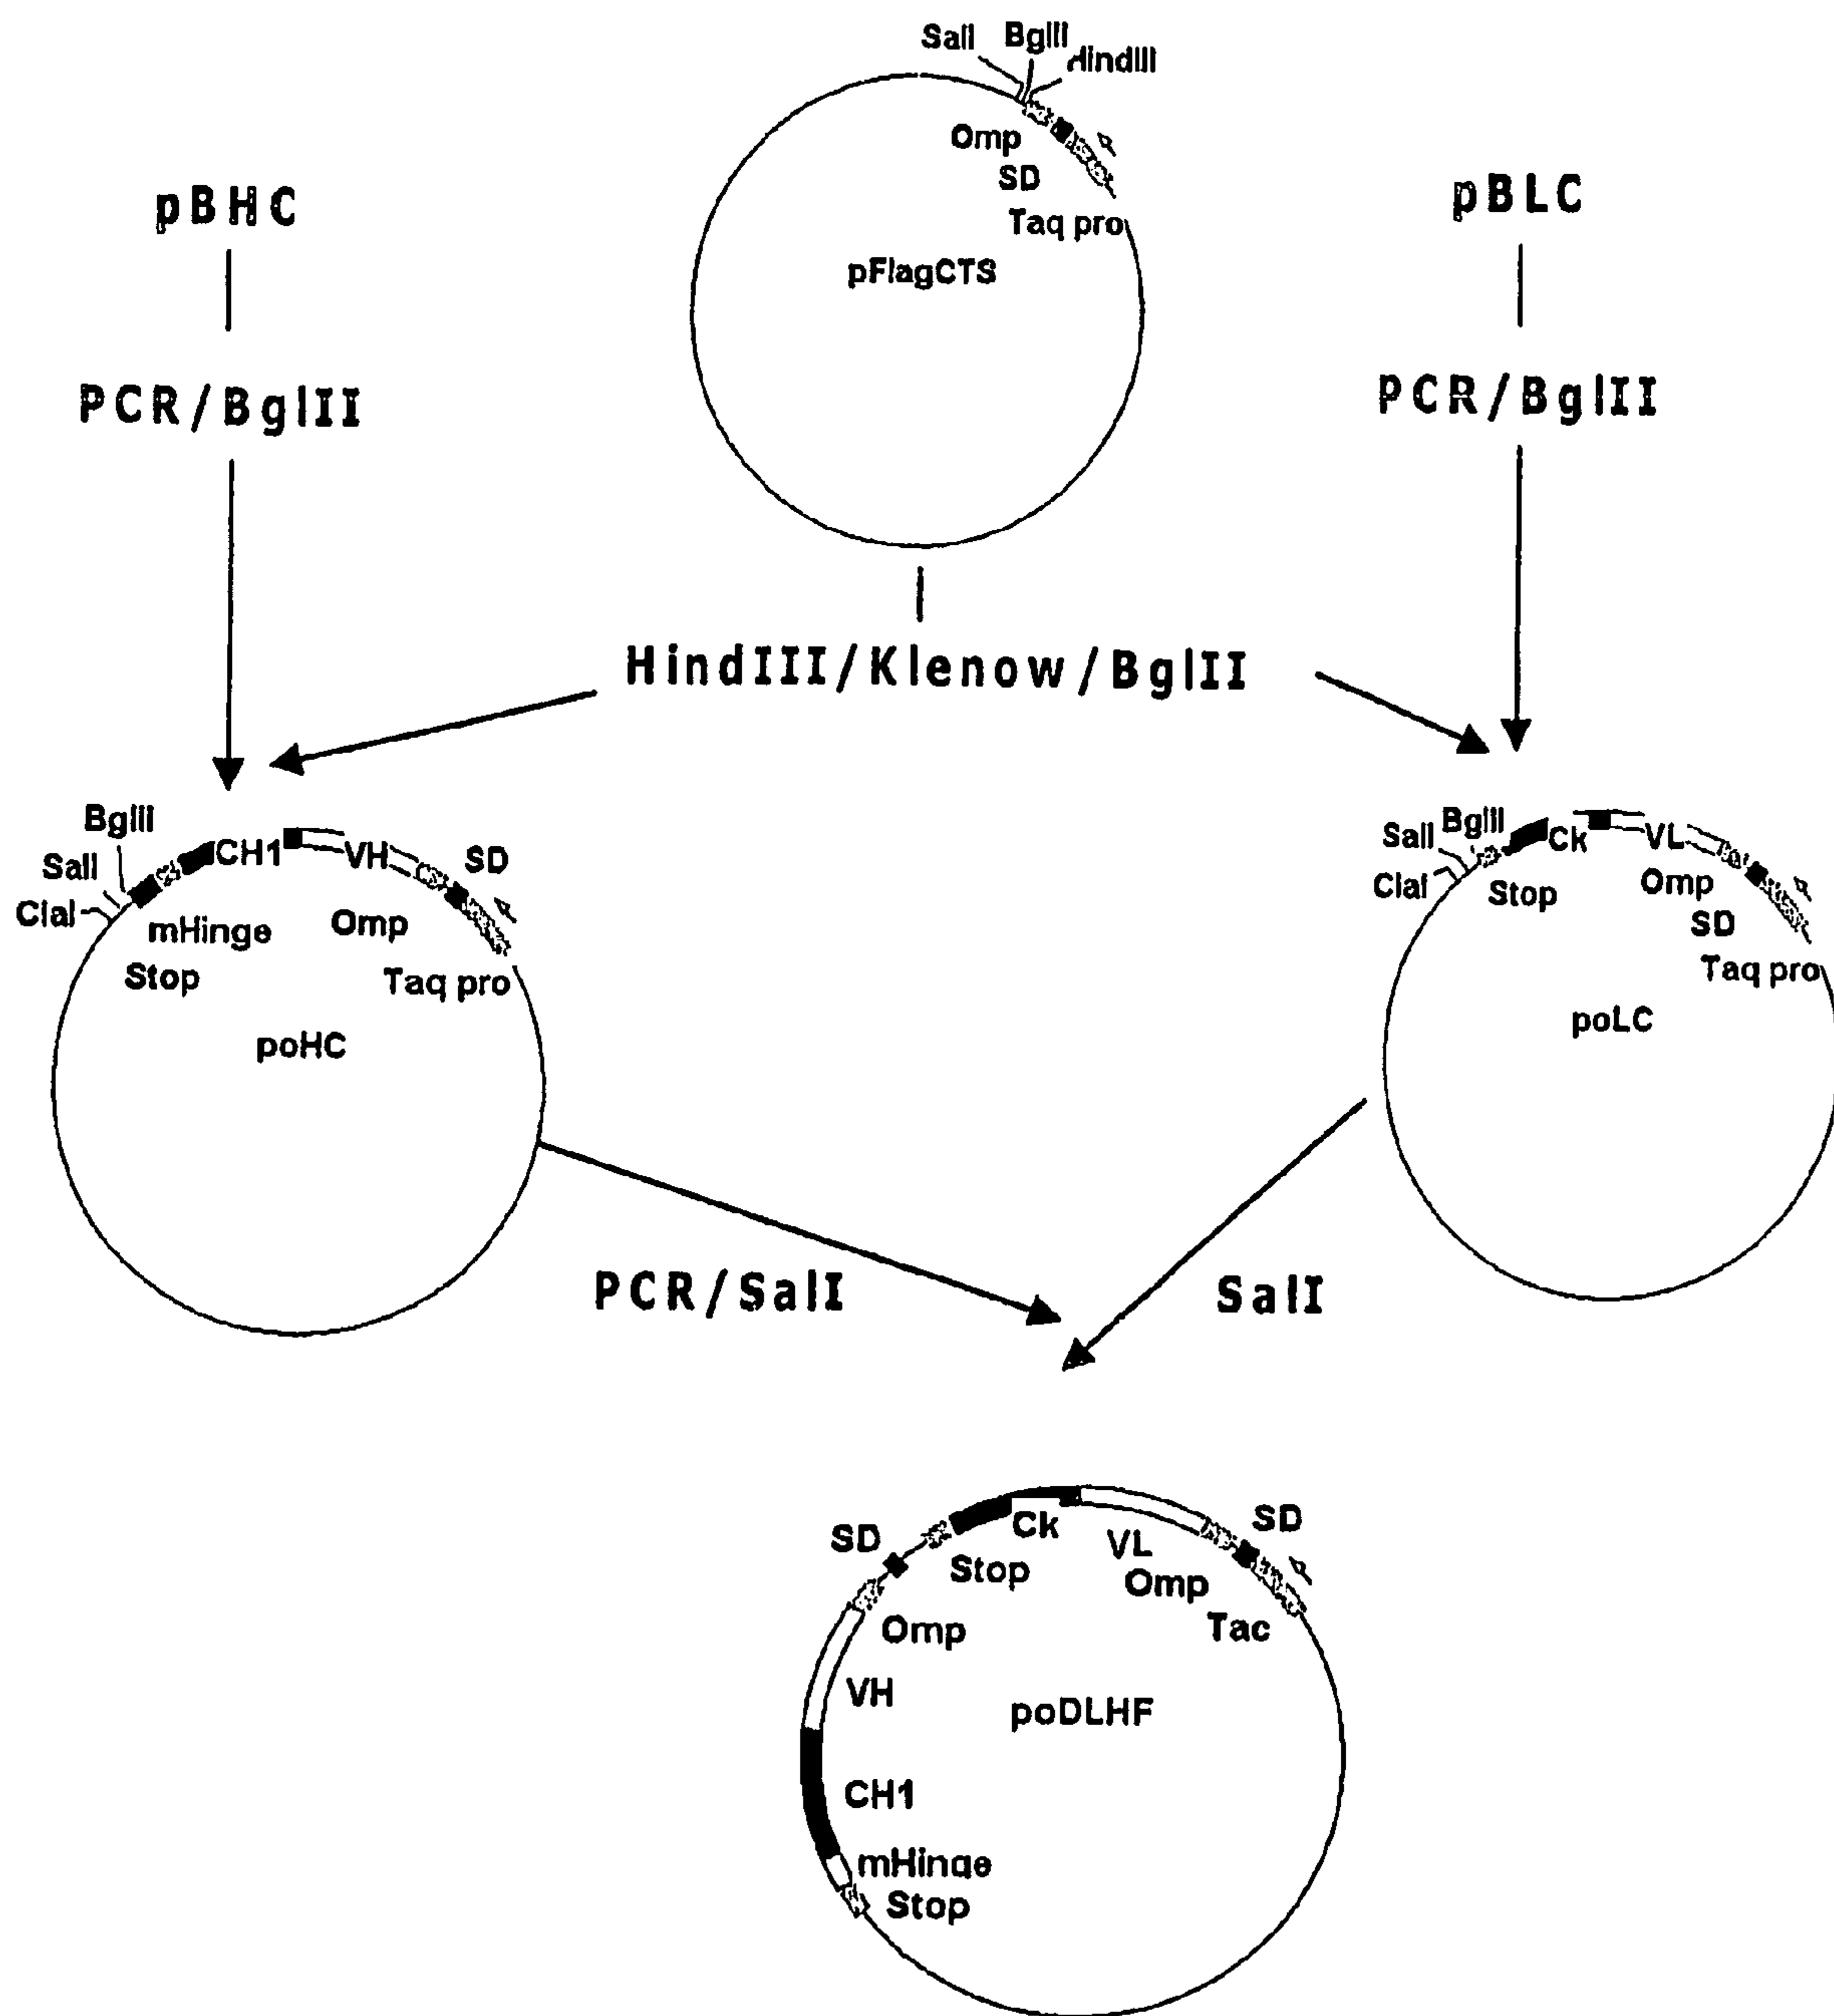 SalI BglII HindIII
Omp
SD
Taq pro
pFlagCTS
pBHC
pBLC
PCR/BglII
PCR/BglII
HindIII/Klenow/BglII
BglII
SalI
ClaI
CH1
VH
SD
mHinge
Omp
Stop
Taq pro
poHC
SalI
BglII
ClaI
Ck
VL
Stop
Omp
SD
Taq pro
poLC
PCR/SalI
SalI
SD
Ck
SD
Stop
VL
Omp
Omp
Tac
VH
poDLHF
CH1
mHinge
Stop